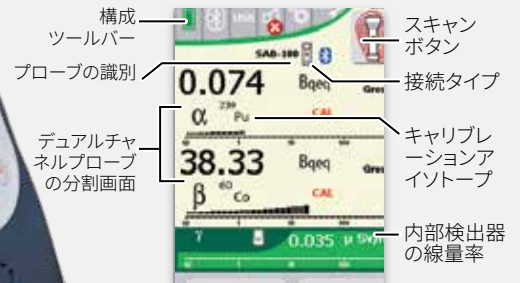 構成
ツールバー
プローブの識別
デュアルチャ
ネルプローブ
の分割画面
USB
SAB-100
0.074 Bqeq
α 239 Pu CAL
38.33 Bqeq
β 60 Co CAL
γ 0.035 μ Sv/h
スキャン
ボタン
接続タイプ
キャリブレ
ーションア
イソトープ
内部検出器
の線量率